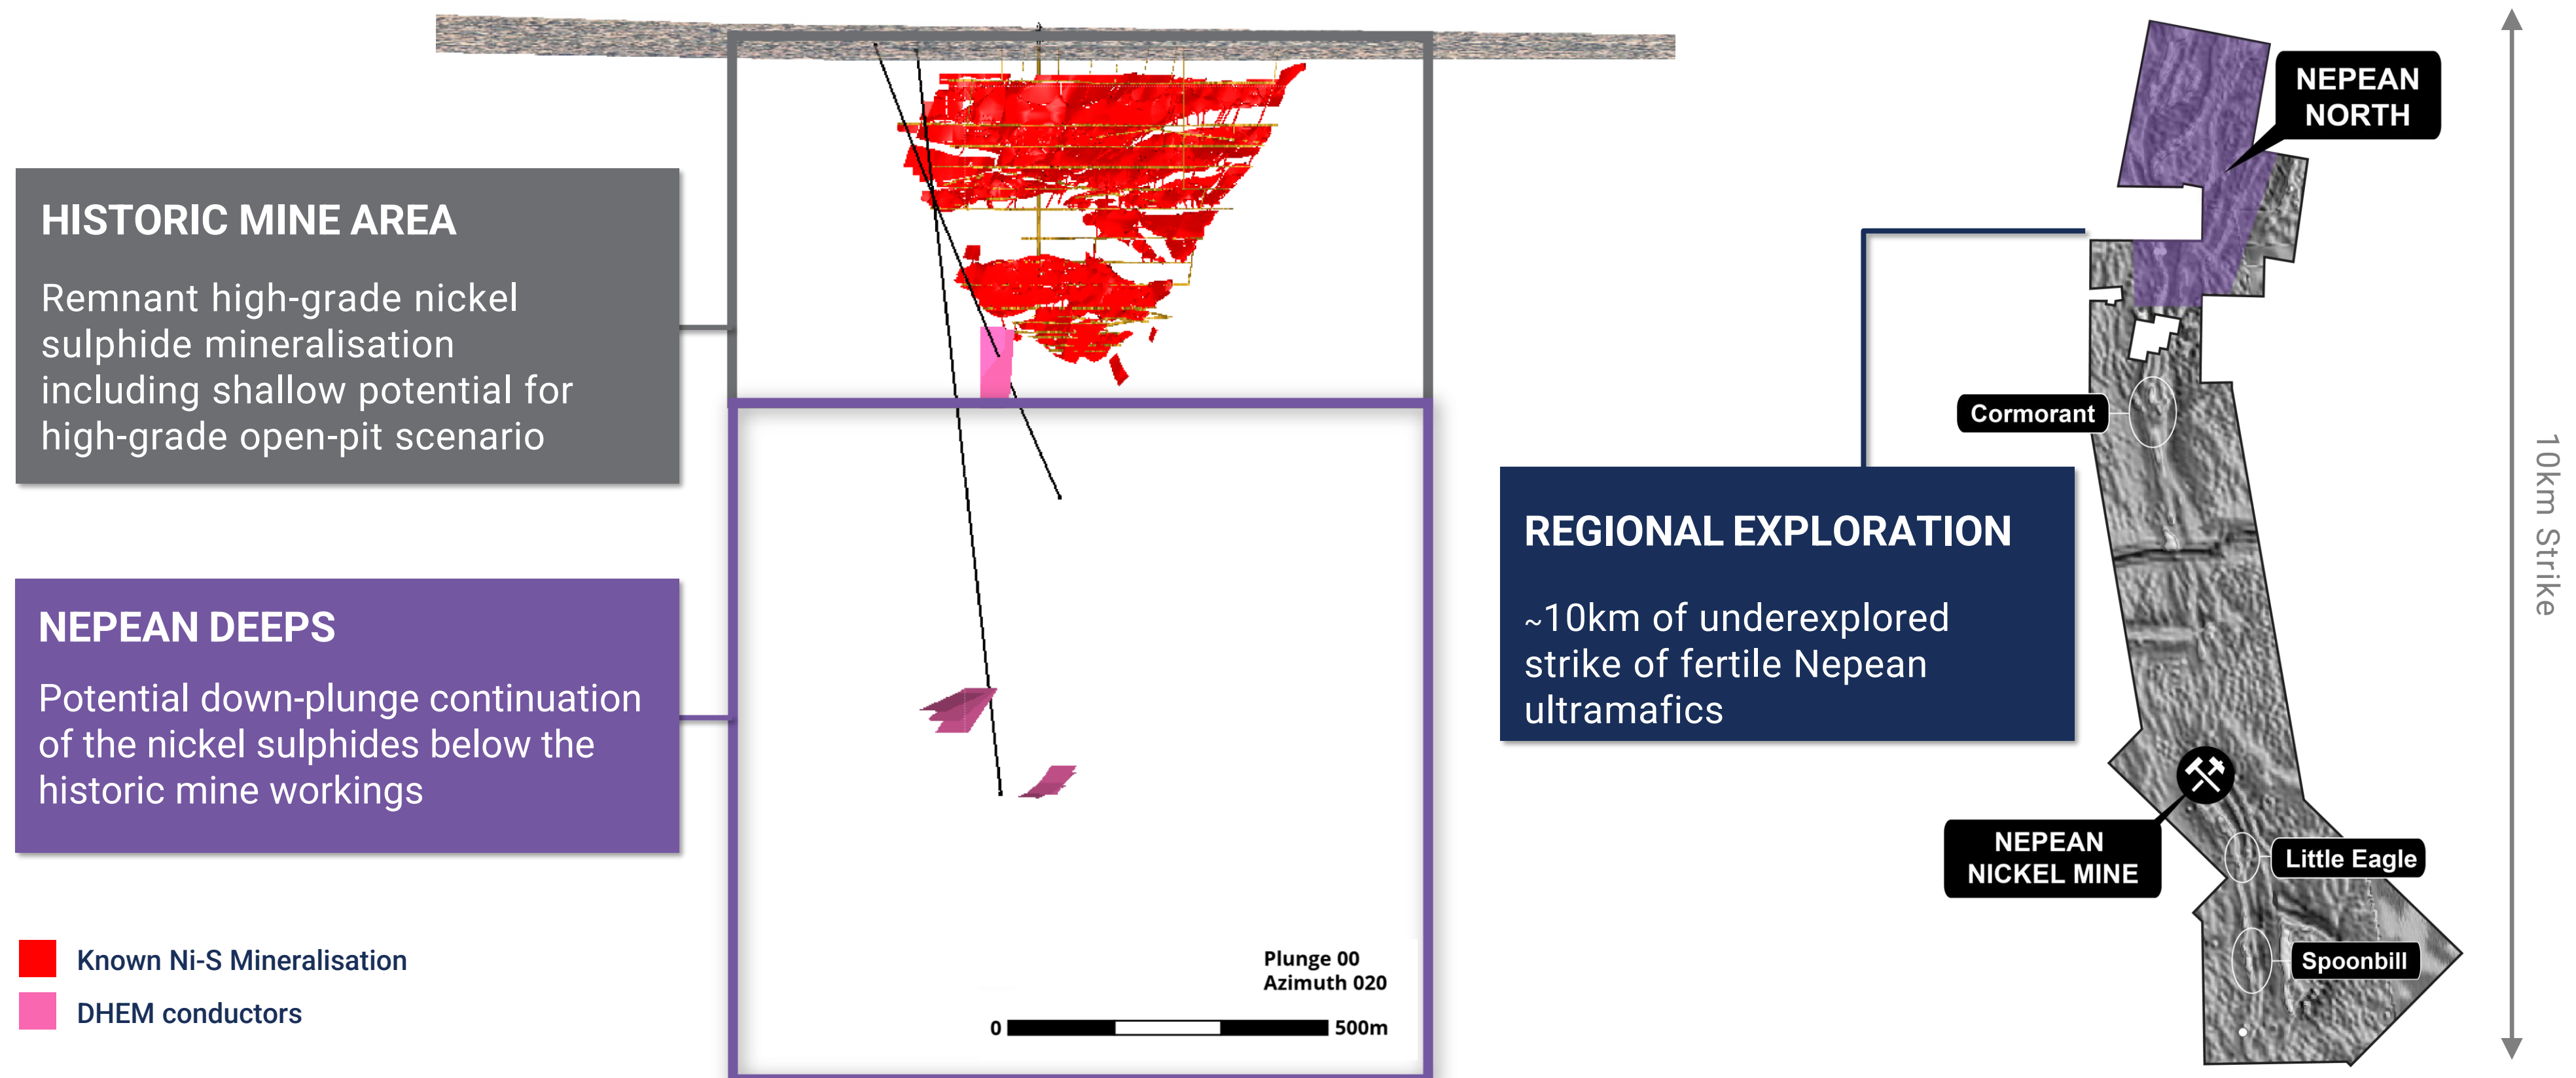 HISTORIC MINE AREA
Remnant high-grade nickel
sulphide mineralisation
including shallow potential for
high-grade open-pit scenario
NEPEAN DEEPS
Potential down-plunge continuation
of the nickel sulphides below the
historic mine workings
Known Ni-S Mineralisation
DHEM conductors
Plunge 00
Azimuth 020
0 500m
REGIONAL EXPLORATION
~10km of underexplored
strike of fertile Nepean
ultramafics
NEPEAN
NORTH
Cormorant
NEPEAN
NICKEL MINE
Little Eagle
Spoonbill
10km Strike